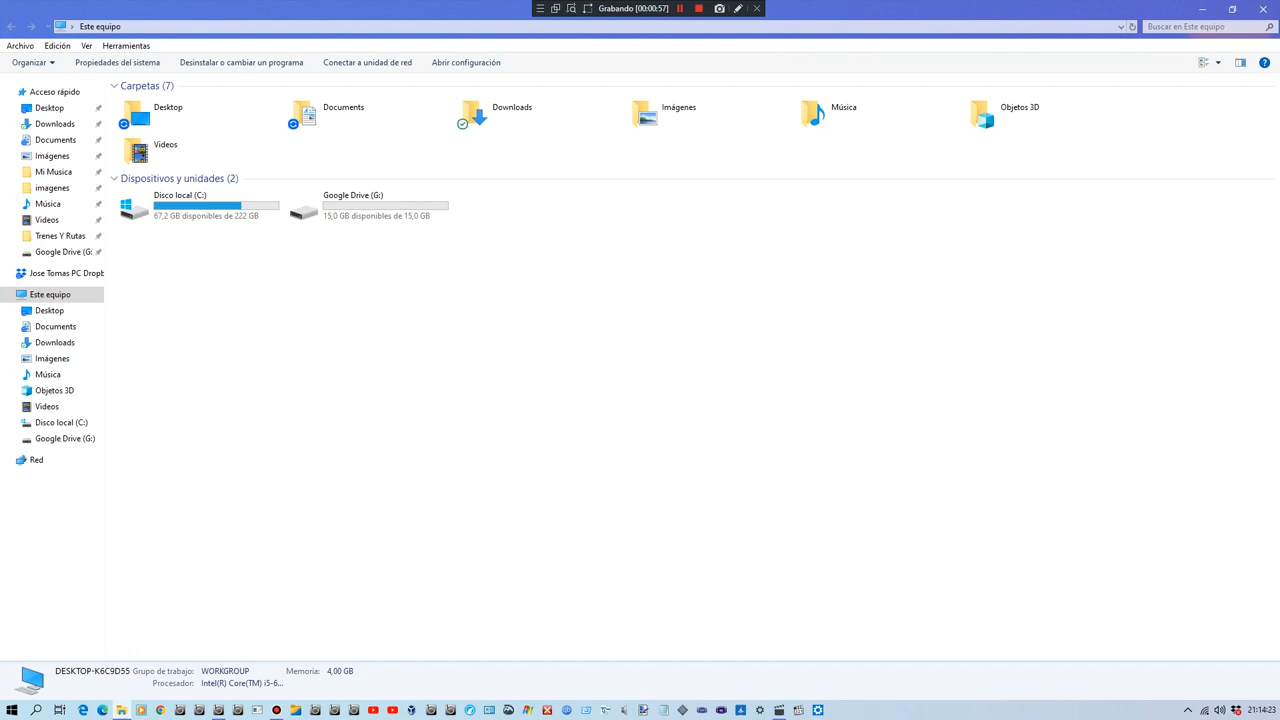 Grabando [00:00:57]
Este equipo
Buscar en Este equipo
Archivo Edición Ver Herramientas
Organizar Propiedades del sistema Desinstalar o cambiar un programa Conectar a unidad de red Abrir configuración
Acceso rápido
Desktop
Downloads
Documents
Imágenes
Mi Musica
imagenes
Música
Videos
Trenes Y Rutas
Google Drive (G:
Jose Tomas PC Dropb
Este equipo
Desktop
Documents
Downloads
Imágenes
Música
Objetos 3D
Videos
Disco local (C:)
Google Drive (G:)
Red
Carpetas (7)
Desktop
Documents
Downloads
Imágenes
Música
Objetos 3D
Videos
Dispositivos y unidades (2)
Disco local (C:)
67,2 GB disponibles de 222 GB
Google Drive (G:)
15,0 GB disponibles de 15,0 GB
DESKTOP-K6C9D55 Grupo de trabajo: WORKGROUP Memoria: 4,00 GB
Procesador: Intel(R) Core(TM) i5-6...
21:14:23